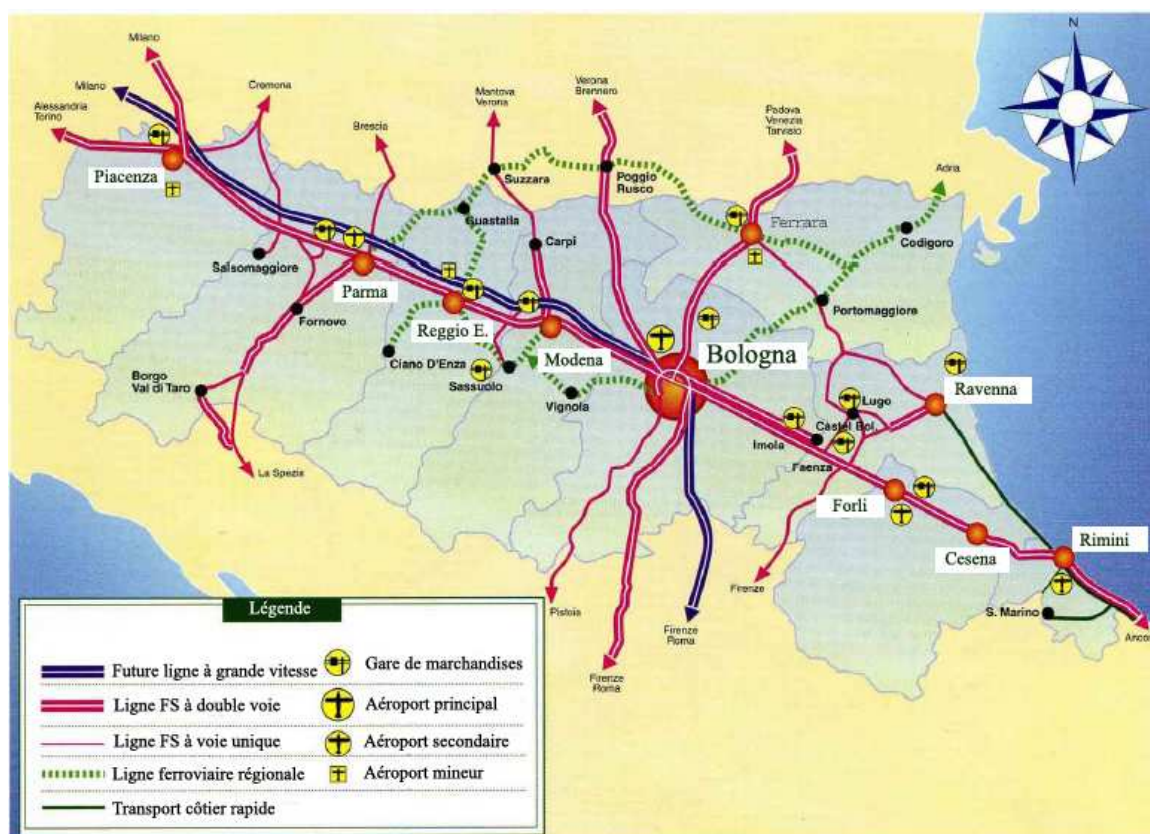 N
Milano
Milano
Cremona
Alessandria
Torino
Mantova
Verona
Verona
Brennero
Padova
Venezia
Tarvisio
Brescia
Adria
Piacenza
Suzzara
Poggio
Rusco
Guastalla
Ferrara
Codigoro
Salsomaggiore
Carpi
Parma
Fornovo
Reggio E.
Modena
Bologna
Portomaggiore
Ciano D'Enza
Sassuolo
Borgo
Val di Taro
Vignola
Ravenna
Lugo
Castel Bol.
Imola
Faenza
La Spezia
Forli
Cesena
Rimini
Firenze
Pistoia
S. Marino
Firenze
Roma
Firenze
Roma
Anco
Légende
Future ligne à grande vitesse
Gare de marchandises
Ligne FS à double voie
Aéroport principal
Ligne FS à voie unique
Aéroport secondaire
Ligne ferroviaire régionale
Aéroport mineur
Transport côtier rapide